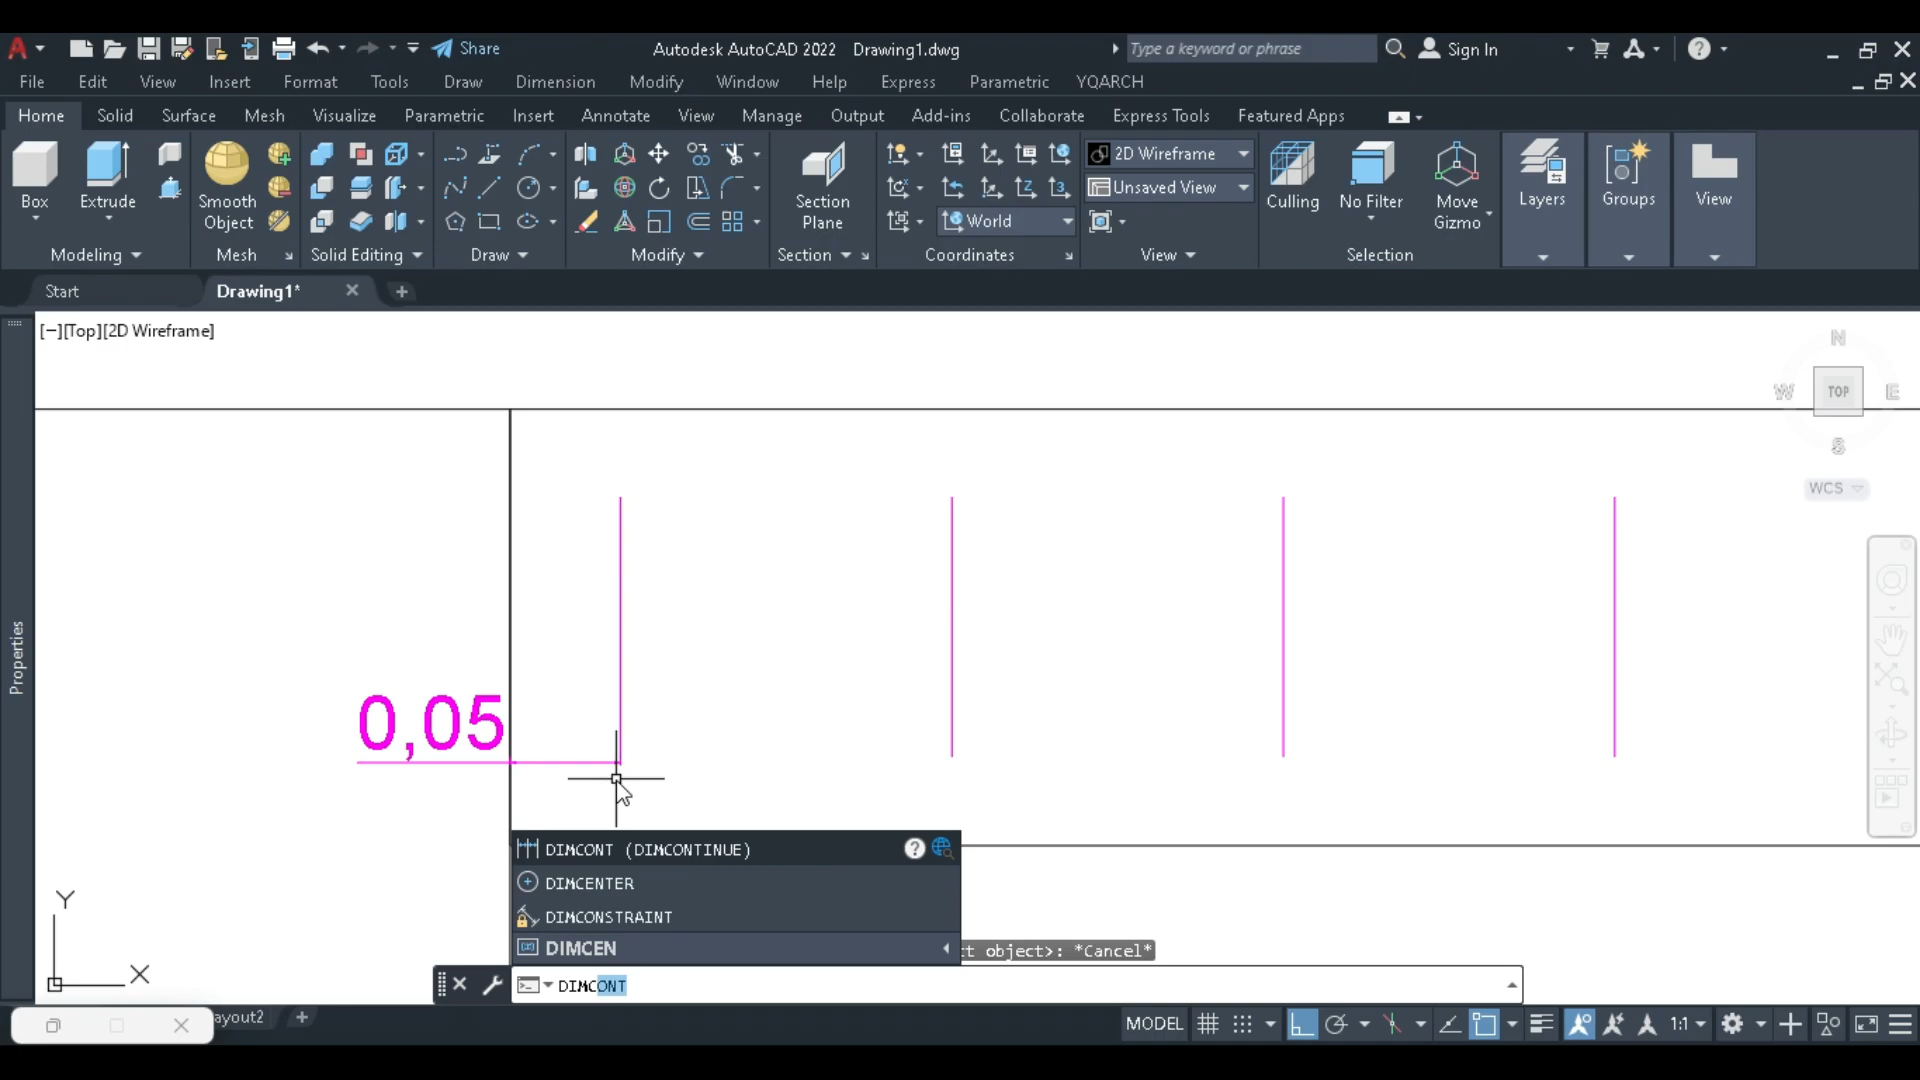 Share
Autodesk AutoCAD 2022 Drawing1.dwg
Type a keyword or phrase
Sign In
File Edit View Insert Format Tools Draw Dimension Modify Window Help Express Parametric YQARCH
Home Solid Surface Mesh Visualize Parametric Insert Annotate View Manage Output Add-ins Collaborate Express Tools Featured Apps
Box
Extrude
Smooth
Object
Section
Plane
2D Wireframe
Unsaved View
World
Culling
No Filter
Move
Gizmo
Layers
Groups
View
Modeling
Mesh
Solid Editing
Draw
Modify
Section
Coordinates
View
Selection
Start
Drawing1*
[−][Top][2D Wireframe]
N
W
TOP
E
S
WCS
Properties
0,05
Y
X
DIMCONT (DIMCONTINUE)
DIMCENTER
DIMCONSTRAINT
DIMCEN
ct object>: *Cancel*
DIMCONT
ayout2
MODEL
1:1